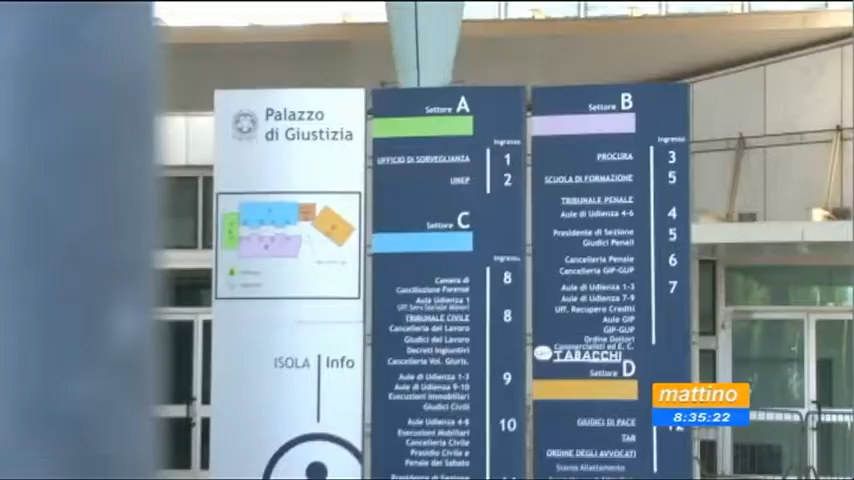 Palazzo
di Giustizia
ISOLA Info
Settore A
Ingresso
UFFICIO DI SORVEGLIANZA 1
UNEP 2
Settore C
Ingresso
Camera di 8
Conciliazione Forense
Aula Udienza 1
TRIBUNALE CIVILE 8
Cancelleria del Lavoro
Giudici del Lavoro
Decreti Ingiuntivi
Cancelleria Vol. Giuris.
Aule di Udienza 1-3 9
Aule di Udienza 9-10
Esecuzioni Immobiliari
Giudici Civili
Aule di Udienza 4-8 10
Esecuzioni Mobiliari
Cancelleria Civile
Presidio Civile e
Penale del Sabato
Presidente di Sezione
Settore B
Ingresso
PROCURA 3
SCUOLA DI FORMAZIONE 5
TRIBUNALE PENALE
Aule di Udienza 4-6 4
Presidente di Sezione 5
Giudici Penali
Cancelleria Penale 6
Cancelleria GIP-GUP
Aule di Udienza 1-3 7
Aule di Udienza 7-9
Uff. Recupero Crediti
Aule GIP
GIP-GUP
Ordine Dottori
Commercialisti ed E. C.
TABACCHI
Settore D
GIUDICI DI PACE 12
TAR
ORDINE DEGLI AVVOCATI
mattino
8:35:22